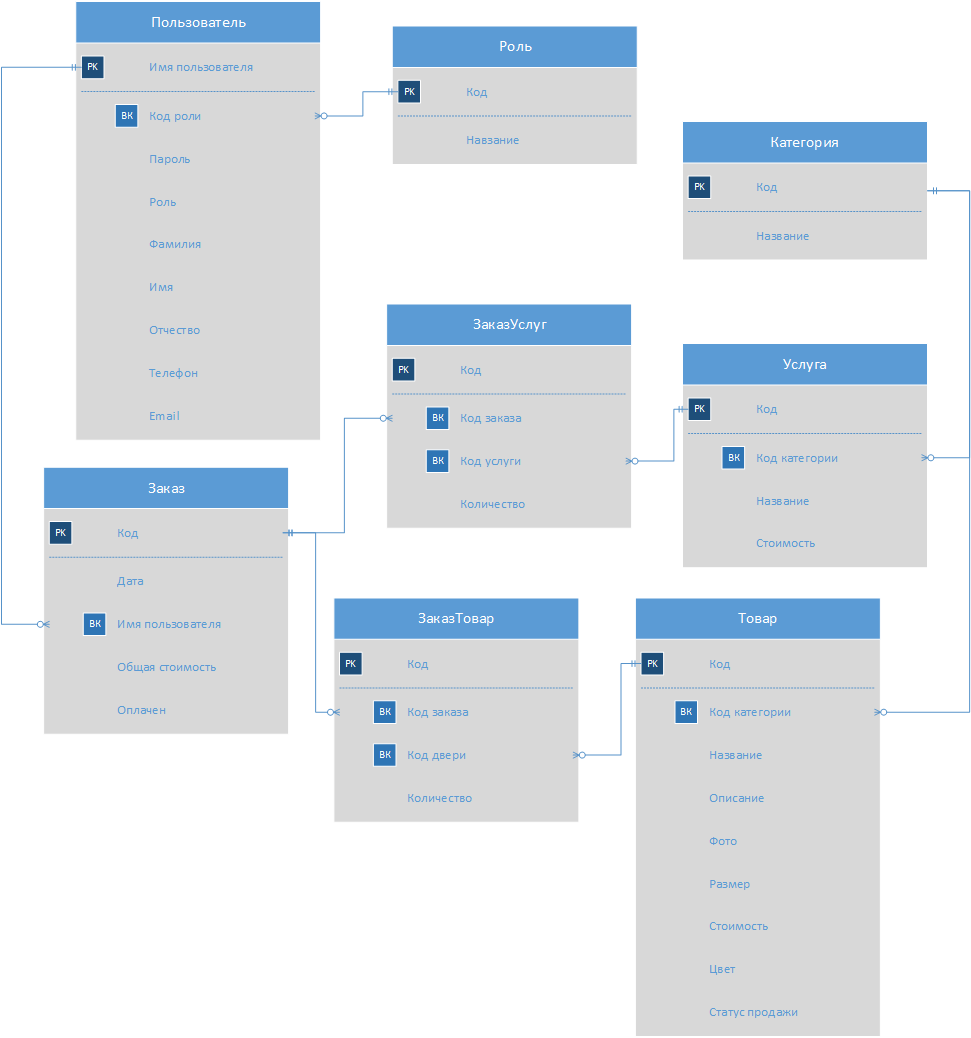 Пользователь
PK Имя пользователя
ВК Код роли
Пароль
Роль
Фамилия
Имя
Отчество
Телефон
Email
Роль
PK Код
Навзание
Категория
PK Код
Название
ЗаказУслуг
PK Код
ВК Код заказа
ВК Код услуги
Количество
Услуга
PK Код
ВК Код категории
Название
Стоимость
Заказ
PK Код
Дата
ВК Имя пользователя
Общая стоимость
Оплачен
ЗаказТовар
PK Код
ВК Код заказа
ВК Код двери
Количество
Товар
PK Код
ВК Код категории
Название
Описание
Фото
Размер
Стоимость
Цвет
Статус продажи